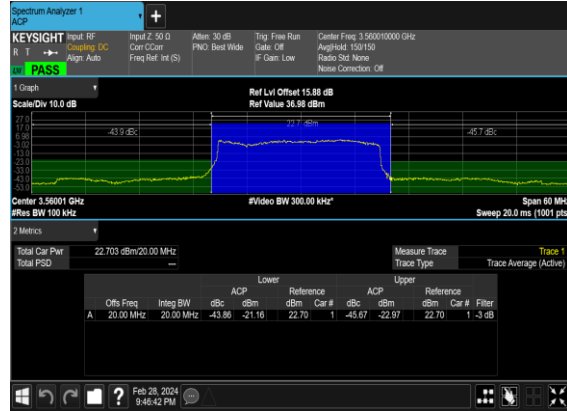 Spectrum Analyzer 1
ACP
+
KEYSIGHT Input: RF Input Z: 50 Ω Atten: 30 dB Trig: Free Run Center Freq: 3.560010000 GHz
R T Coupling: DC Corr CCorr PNO: Best Wide Gate: Off Avg|Hold: 150/150
Align: Auto Freq Ref: Int (S) IF Gain: Low Radio Std: None
LW PASS Noise Correction: Off
1 Graph
Ref Lvl Offset 15.88 dB
Scale/Div 10.0 dB Ref Value 36.98 dBm
27.0
17.0 -43.9 dBc 22.7 dBm -45.7 dBc
6.98
-3.02
-13.0
-23.0
-33.0
-43.0
-53.0
Center 3.56001 GHz #Video BW 300.00 kHz* Span 60 MHz
#Res BW 100 kHz Sweep 20.0 ms (1001 pts)
2 Metrics
Total Car Pwr 22.703 dBm/20.00 MHz Measure Trace Trace 1
Total PSD --- Trace Type Trace Average (Active)
Lower Upper
ACP Reference ACP Reference
Offs Freq Integ BW dBc dBm dBm Car # dBc dBm dBm Car # Filter
A 20.00 MHz 20.00 MHz -43.86 -21.16 22.70 1 -45.67 -22.97 22.70 1 -3 dB
? Feb 28, 2024
9:46:42 PM